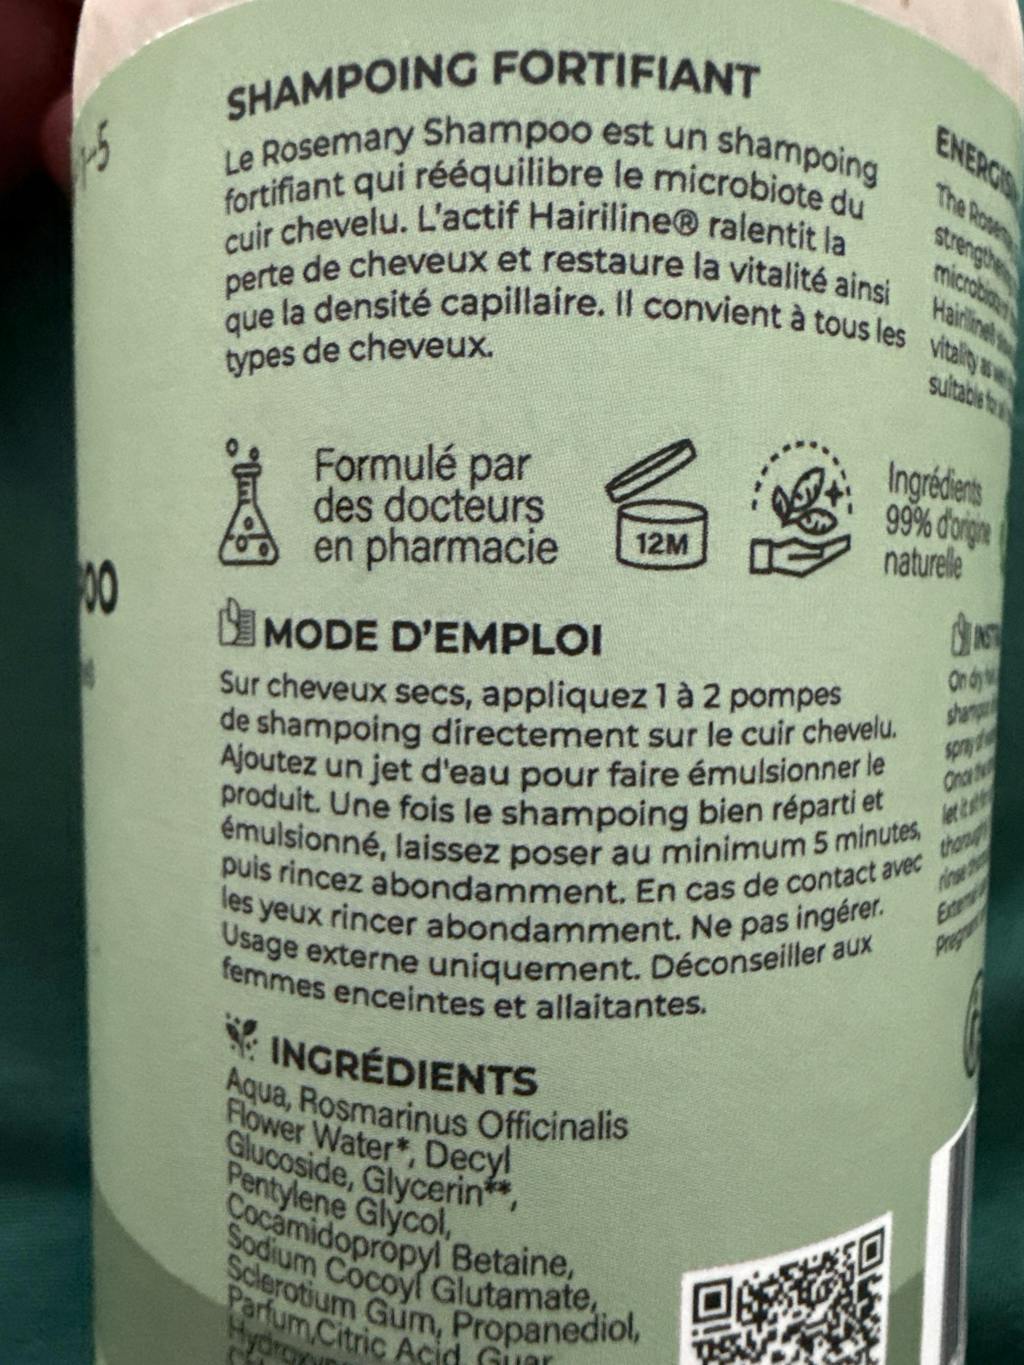 SHAMPOING FORTIFIANT
Le Rosemary Shampoo est un shampoing
fortifiant qui rééquilibre le microbiote du
cuir chevelu. L'actif Hairiline® ralentit la
perte de cheveux et restaure la vitalité ainsi
que la densité capillaire. Il convient à tous les
types de cheveux.
Formulé par
des docteurs
en pharmacie
12M
Ingrédients
99% d'origine
naturelle
MODE D'EMPLOI
Sur cheveux secs, appliquez 1 à 2 pompes
de shampoing directement sur le cuir chevelu.
Ajoutez un jet d'eau pour faire émulsionner le
produit. Une fois le shampoing bien réparti et
émulsionné, laissez poser au minimum 5 minutes,
puis rincez abondamment. En cas de contact avec
les yeux rincer abondamment. Ne pas ingérer.
Usage externe uniquement. Déconseiller aux
femmes enceintes et allaitantes.
INGRÉDIENTS
Aqua, Rosmarinus Officinalis
Flower Water*, Decyl
Glucoside, Glycerin**,
Pentylene Glycol,
Cocamidopropyl Betaine,
Sodium Cocoyl Glutamate,
Sclerotium Gum, Propanediol,
Parfum,Citric Acid, Guar
The
vitality as
suitable
On dry